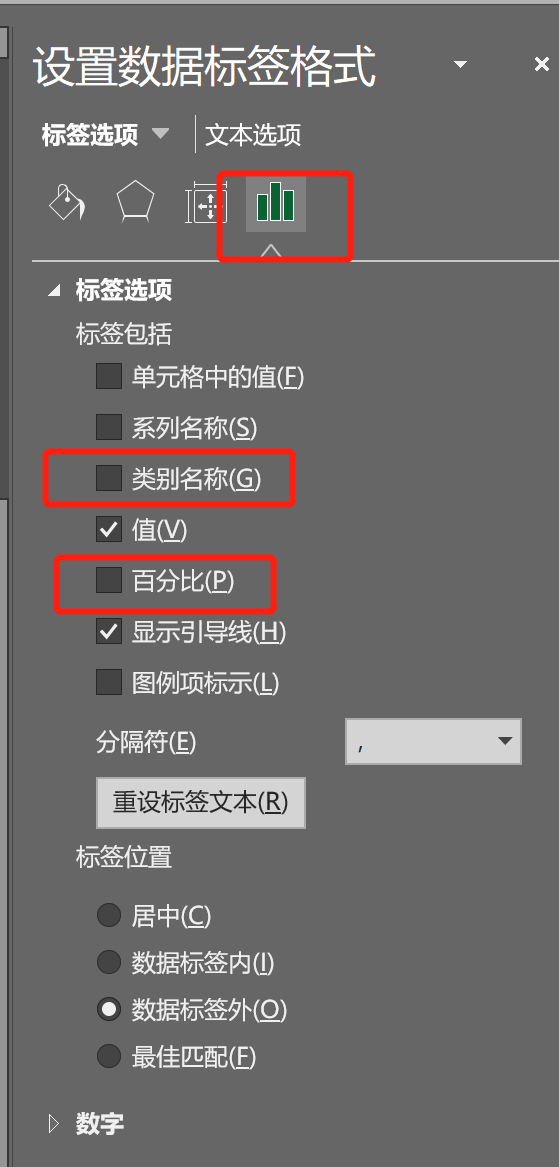 设置数据标签格式
标签选项 文本选项
标签选项
标签包括
单元格中的值(F)
系列名称(S)
类别名称(G)
值(V)
百分比(P)
显示引导线(H)
图例项标示(L)
分隔符(E) ,
重设标签文本(R)
标签位置
居中(C)
数据标签内(I)
数据标签外(O)
最佳匹配(F)
数字